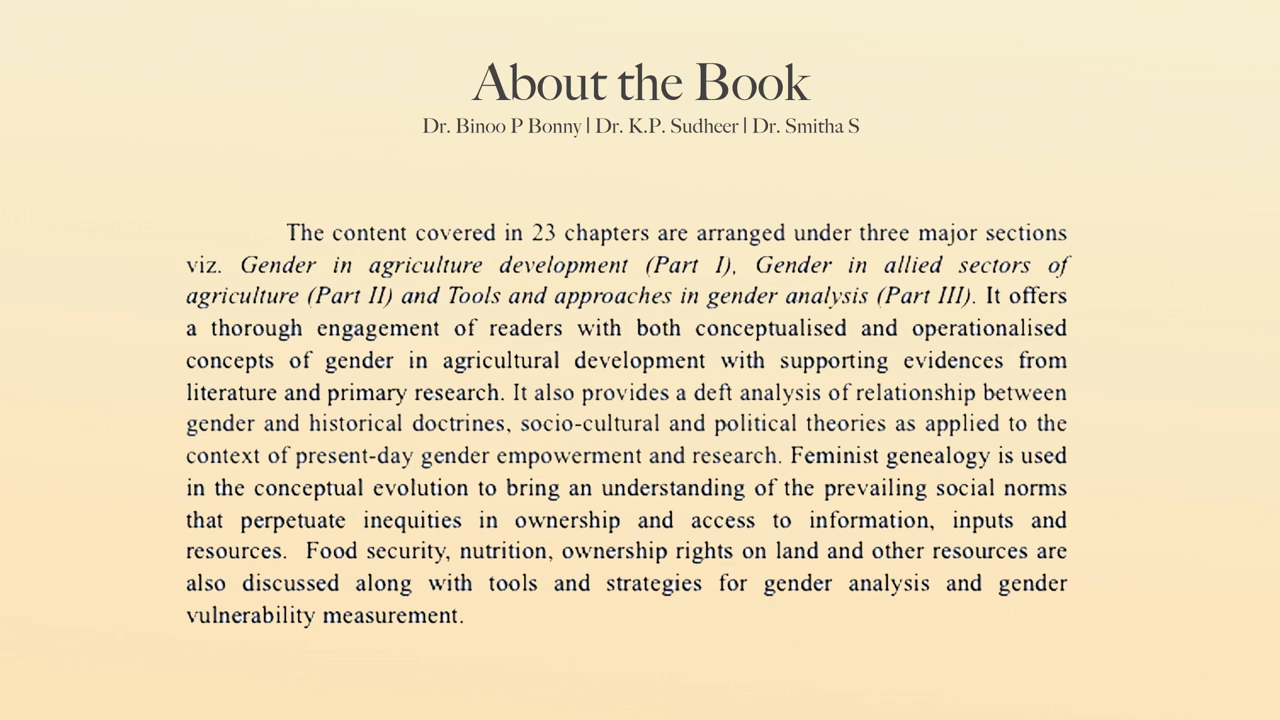 About the Book
Dr. Binoo P Bonny | Dr. K.P. Sudheer | Dr. Smitha S
The content covered in 23 chapters are arranged under three major sections
viz. Gender in agriculture development (Part I), Gender in allied sectors of
agriculture (Part II) and Tools and approaches in gender analysis (Part III). It offers
a thorough engagement of readers with both conceptualised and operationalised
concepts of gender in agricultural development with supporting evidences from
literature and primary research. It also provides a deft analysis of relationship between
gender and historical doctrines, socio-cultural and political theories as applied to the
context of present-day gender empowerment and research. Feminist genealogy is used
in the conceptual evolution to bring an understanding of the prevailing social norms
that perpetuate inequities in ownership and access to information, inputs and
resources. Food security, nutrition, ownership rights on land and other resources are
also discussed along with tools and strategies for gender analysis and gender
vulnerability measurement.